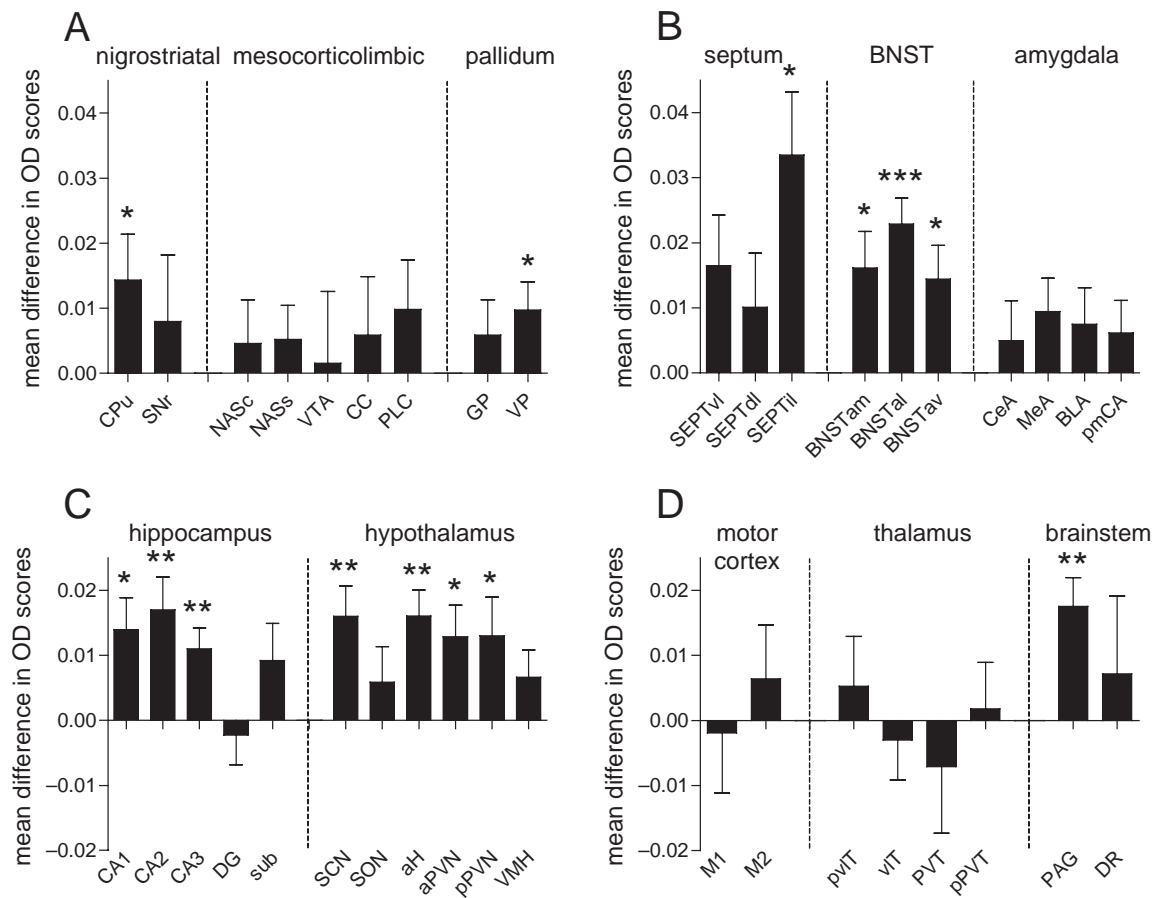 A
nigrostriatal mesocorticolimbic pallidum
mean difference in OD scores
0.04
0.03
0.02
0.01
0.00
* *
CPu SNr NASc NASs VTA CC PLC GP VP
B
septum BNST amygdala
mean difference in OD scores
0.04
0.03
0.02
0.01
0.00
* * *** *
SEPTvl SEPTdl SEPTil BNSTam BNSTal BNSTav CeA MeA BLA pmCA
C
hippocampus hypothalamus
mean difference in OD scores
0.02
0.01
0.00
–0.01
–0.02
* ** ** ** ** * *
CA1 CA2 CA3 DG sub SCN SON aH aPVN pPVN VMH
D
motor
cortex
thalamus brainstem
mean difference in OD scores
0.02
0.01
0.00
–0.01
–0.02
**
M1 M2 pvlT vlT PVT pPVT PAG DR